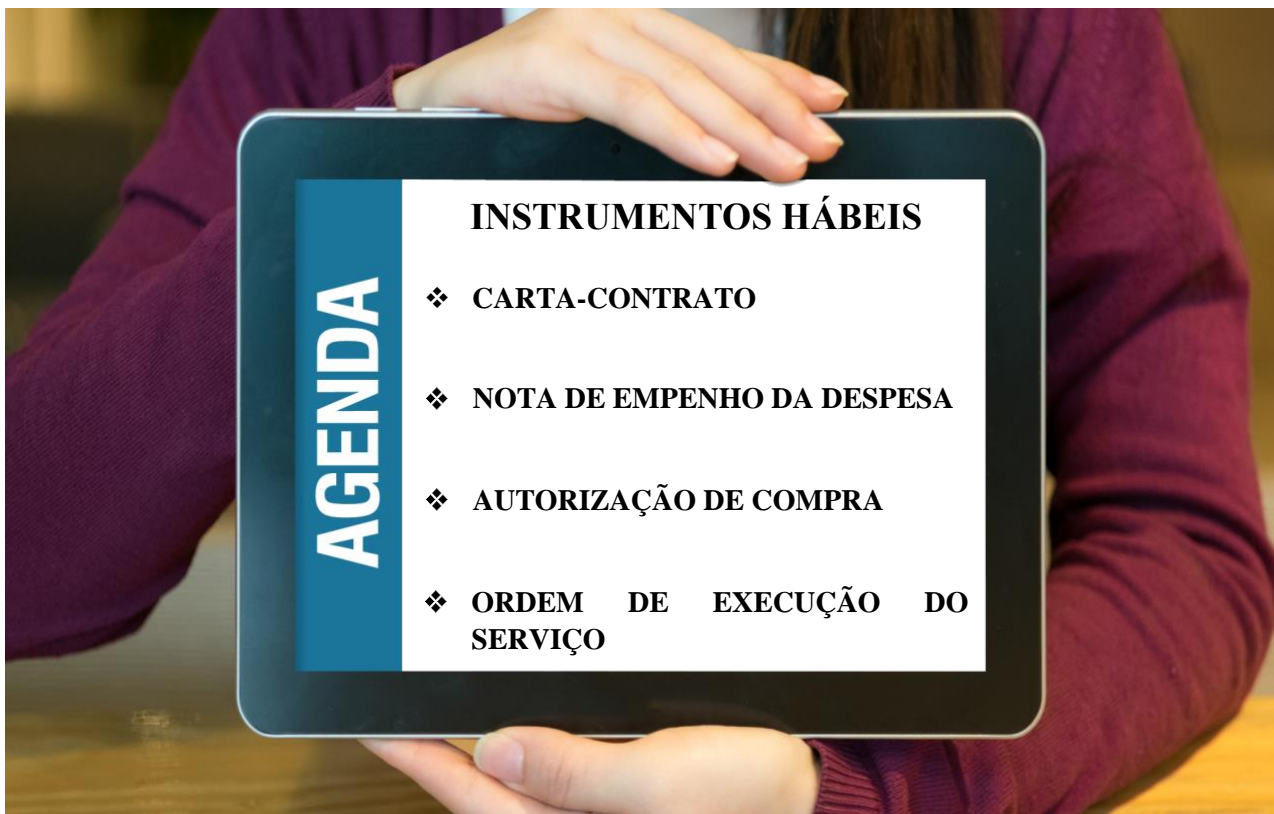 AGENDA
INSTRUMENTOS HÁBEIS
❖ CARTA-CONTRATO
❖ NOTA DE EMPENHO DA DESPESA
❖ AUTORIZAÇÃO DE COMPRA
❖ ORDEM DE EXECUÇÃO DO
SERVIÇO